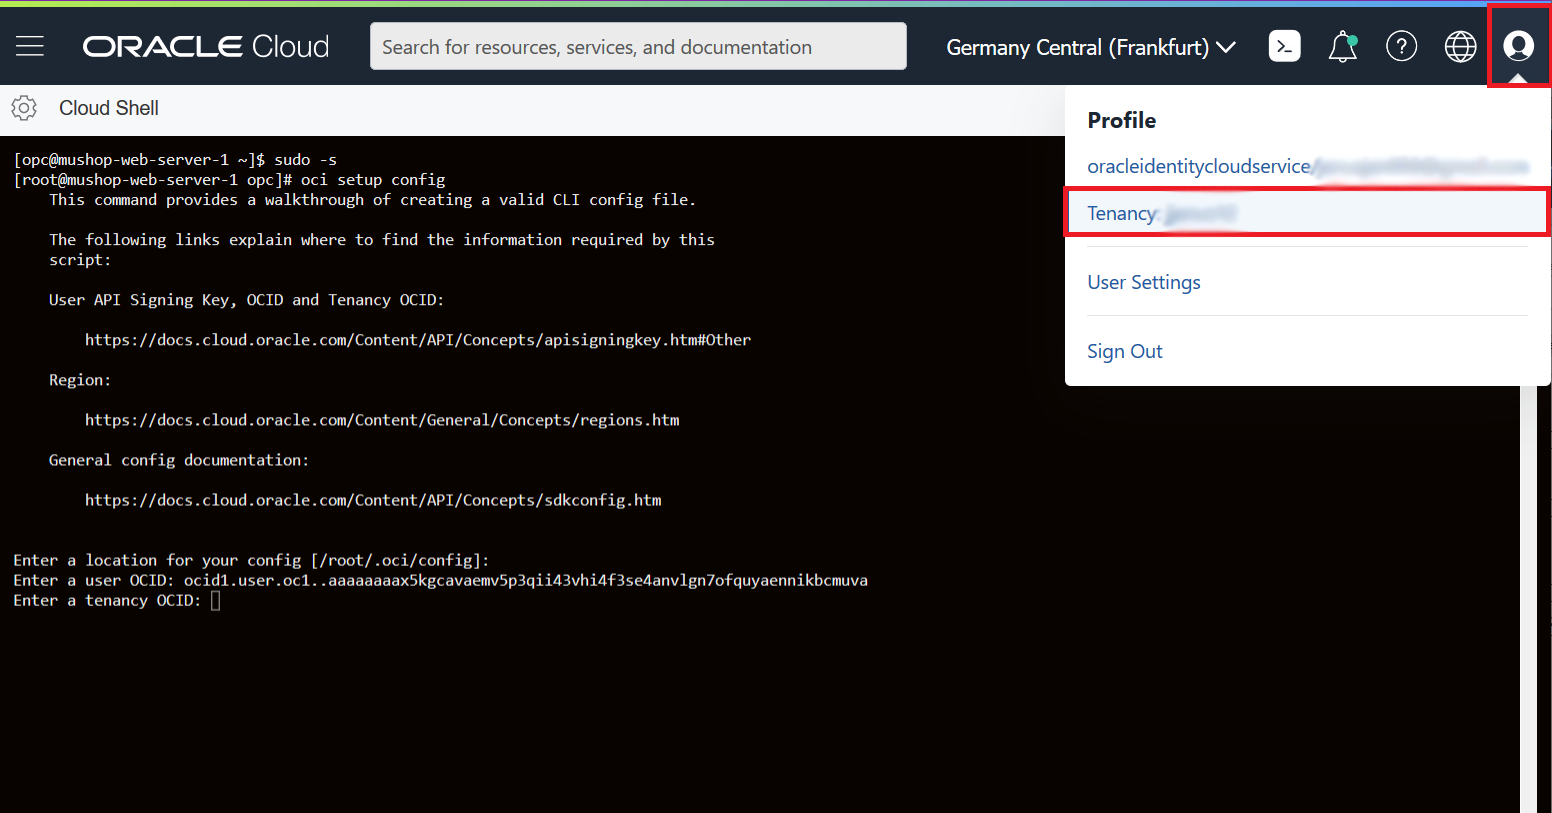 ORACLE Cloud
Search for resources, services, and documentation
Germany Central (Frankfurt)
Cloud Shell
Profile
oracleidentitycloudservice/
Tenancy:
User Settings
Sign Out
[opc@mushop-web-server-1 ~]$ sudo -s
[root@mushop-web-server-1 opc]# oci setup config
This command provides a walkthrough of creating a valid CLI config file.
The following links explain where to find the information required by this
script:
User API Signing Key, OCID and Tenancy OCID:
https://docs.cloud.oracle.com/Content/API/Concepts/apisigningkey.htm#Other
Region:
https://docs.cloud.oracle.com/Content/General/Concepts/regions.htm
General config documentation:
https://docs.cloud.oracle.com/Content/API/Concepts/sdkconfig.htm
Enter a location for your config [/root/.oci/config]:
Enter a user OCID: ocid1.user.oc1..aaaaaaaax5kgcavaemv5p3qii43vhi4f3se4anvlgn7ofquyaennikbcmuva
Enter a tenancy OCID: